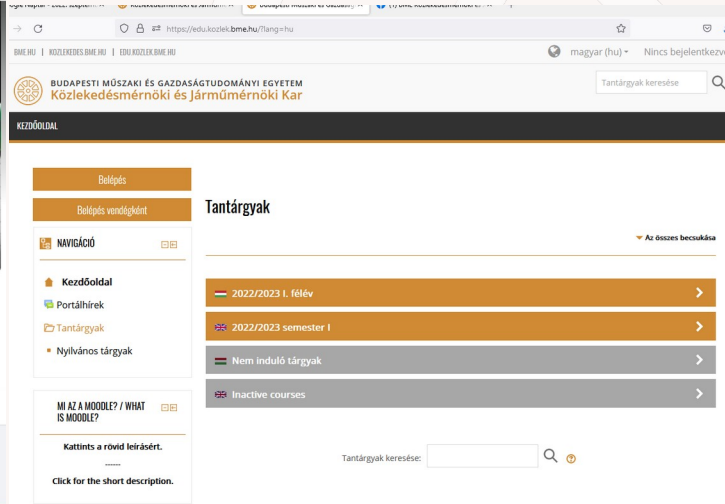 https://edu.kozlek.bme.hu/?lang=hu
BME.HU | KOZLEKEDES.BME.HU | EDU.KOZLEK.BME.HU
magyar (hu)
Nincs bejelentkezve
BUDAPESTI MŰSZAKI ÉS GAZDASÁGTUDOMÁNYI EGYETEM
Közlekedésmérnöki és Járműmérnöki Kar
Tantárgyak keresése
KEZDŐOLDAL
Belépés
Belépés vendégként
NAVIGÁCIÓ
Kezdőoldal
Portálhírek
Tantárgyak
Nyilvános tárgyak
MI AZ A MOODLE? / WHAT
IS MOODLE?
Kattints a rövid leírásért.
------
Click for the short description.
Tantárgyak
Az összes becsukása
2022/2023 I. félév
2022/2023 semester I
Nem induló tárgyak
Inactive courses
Tantárgyak keresése: